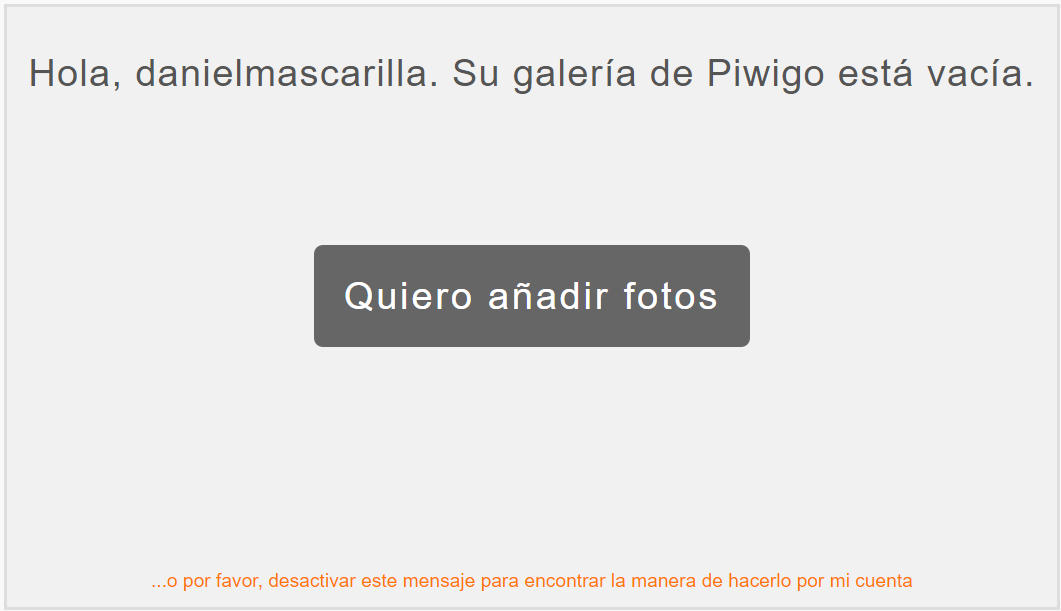 Hola, danielmascarilla. Su galería de Piwigo está vacía.
Quiero añadir fotos
...o por favor, desactivar este mensaje para encontrar la manera de hacerlo por mi cuenta